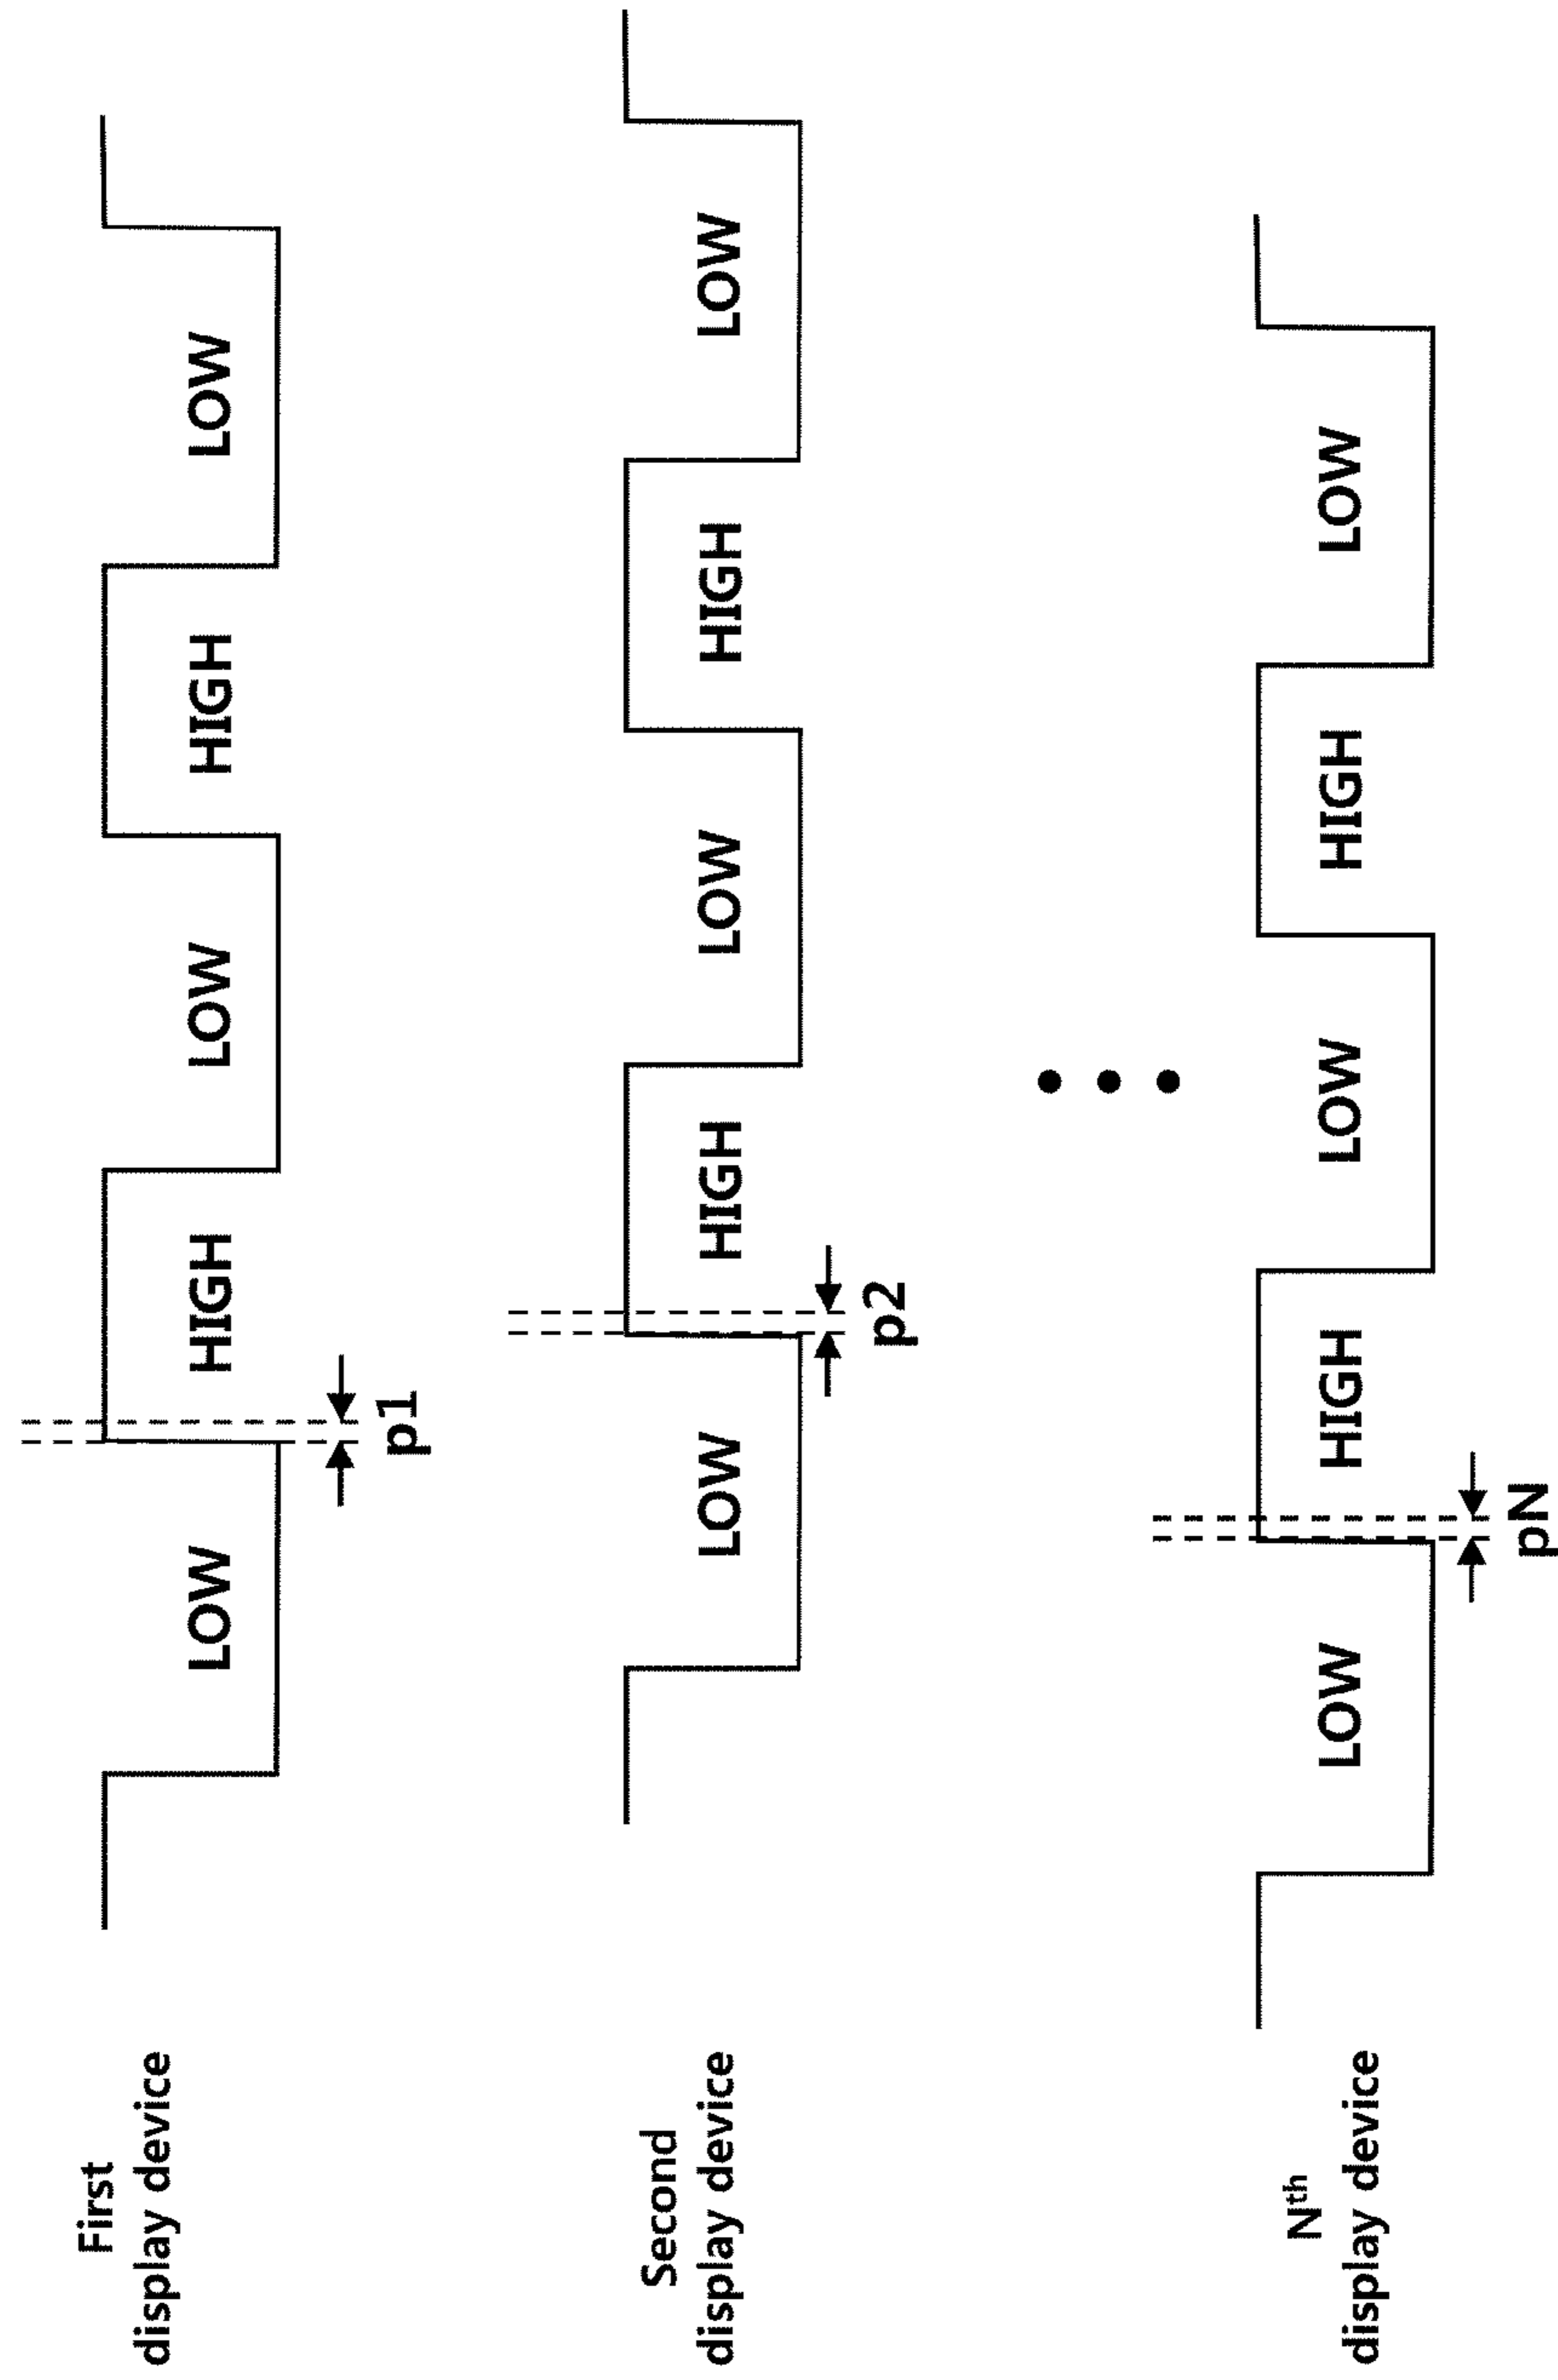 First
display device
LOW
HIGH
LOW
HIGH
LOW
p1
Second
display device
LOW
HIGH
LOW
HIGH
LOW
p2
Nth
display device
LOW
HIGH
LOW
HIGH
LOW
pN